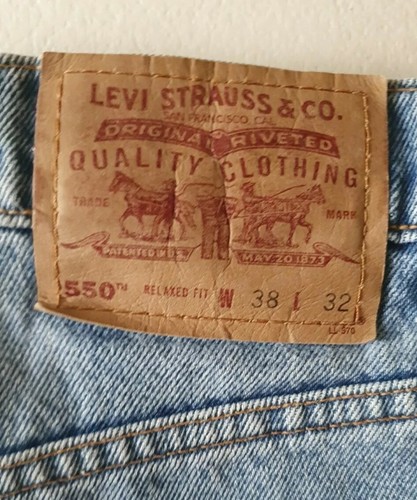 LEVI STRAUSS & CO.
SAN FRANCISCO, CAL.
ORIGINAL RIVETED
QUALITY CLOTHING
TRADE MARK
PATENTED IN U.S. MAY 20 1873
550™ RELAXED FIT W 38 L 32